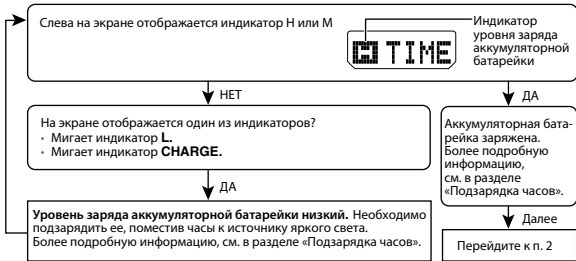 Слева на экране отображается индикатор H или M
TIME
Индикатор
уровня заряда
аккумуляторной
батарейки
НЕТ
ДА
На экране отображается один из индикаторов?
· Мигает индикатор L.
· Мигает индикатор CHARGE.
Аккумуляторная бата-
рейка заряжена.
Более подробную
информацию,
см. в разделе
«Подзарядка часов».
ДА
Уровень заряда аккумуляторной батарейки низкий. Необходимо
подзарядить ее, поместив часы к источнику яркого света.
Более подробную информацию, см. в разделе «Подзарядка часов».
Далее
Перейдите к п. 2